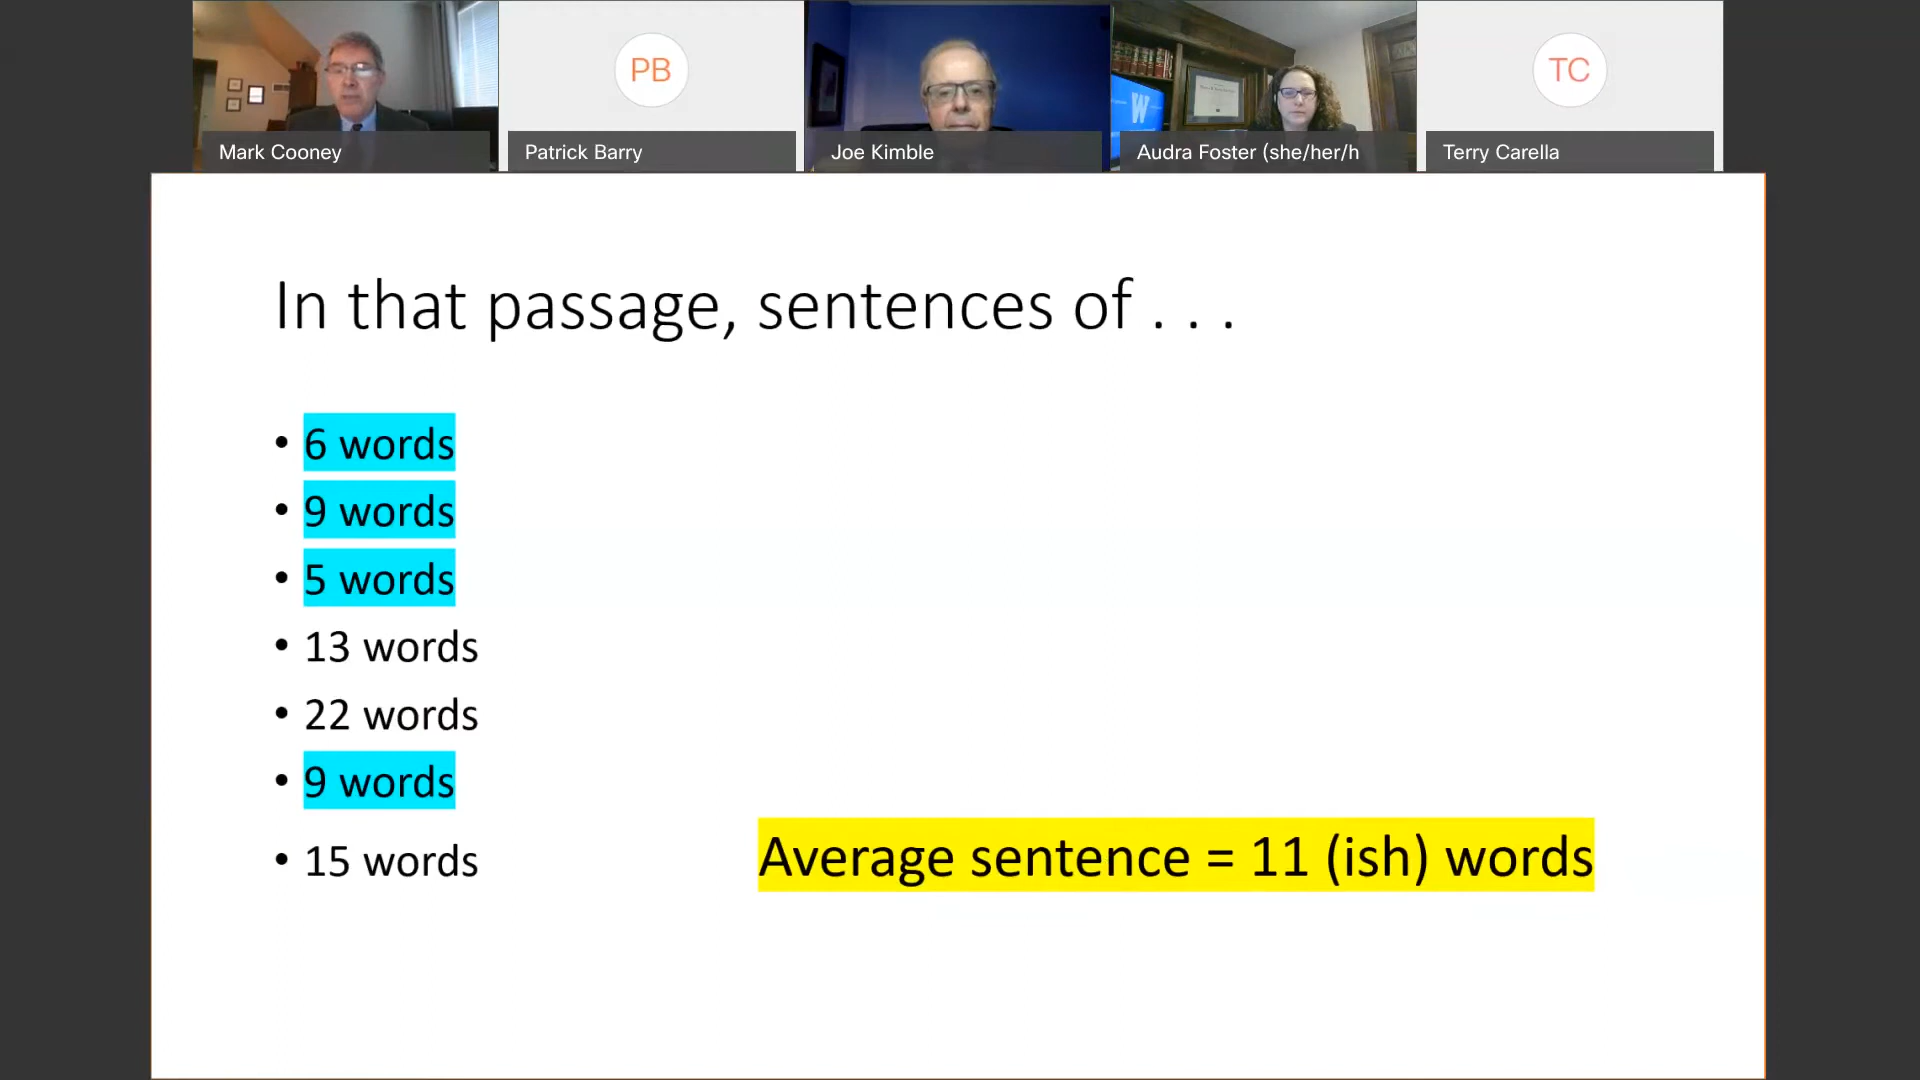 PB
TC
W
Mark Cooney
Patrick Barry
Joe Kimble
Audra Foster (she/her/h
Terry Carella
In that passage, sentences of . . .
• 6 words
• 9 words
• 5 words
• 13 words
• 22 words
• 9 words
• 15 words
Average sentence = 11 (ish) words